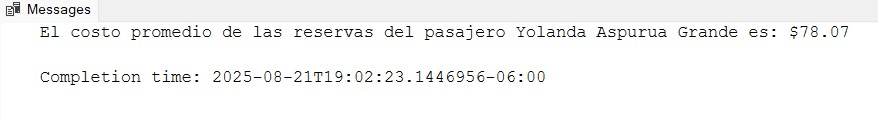 Messages
El costo promedio de las reservas del pasajero Yolanda Aspurua Grande es: $78.07
Completion time: 2025-08-21T19:02:23.1446956-06:00